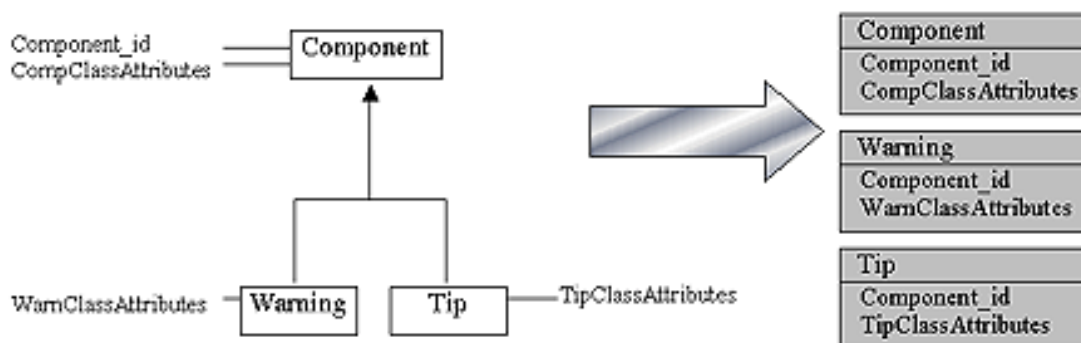 Component_id
CompClassAttributes
Component
WarnClassAttributes
Warning
Tip
TipClassAttributes
Component
Component_id
CompClassAttributes
Warning
Component_id
WarnClassAttributes
Tip
Component_id
TipClassAttributes